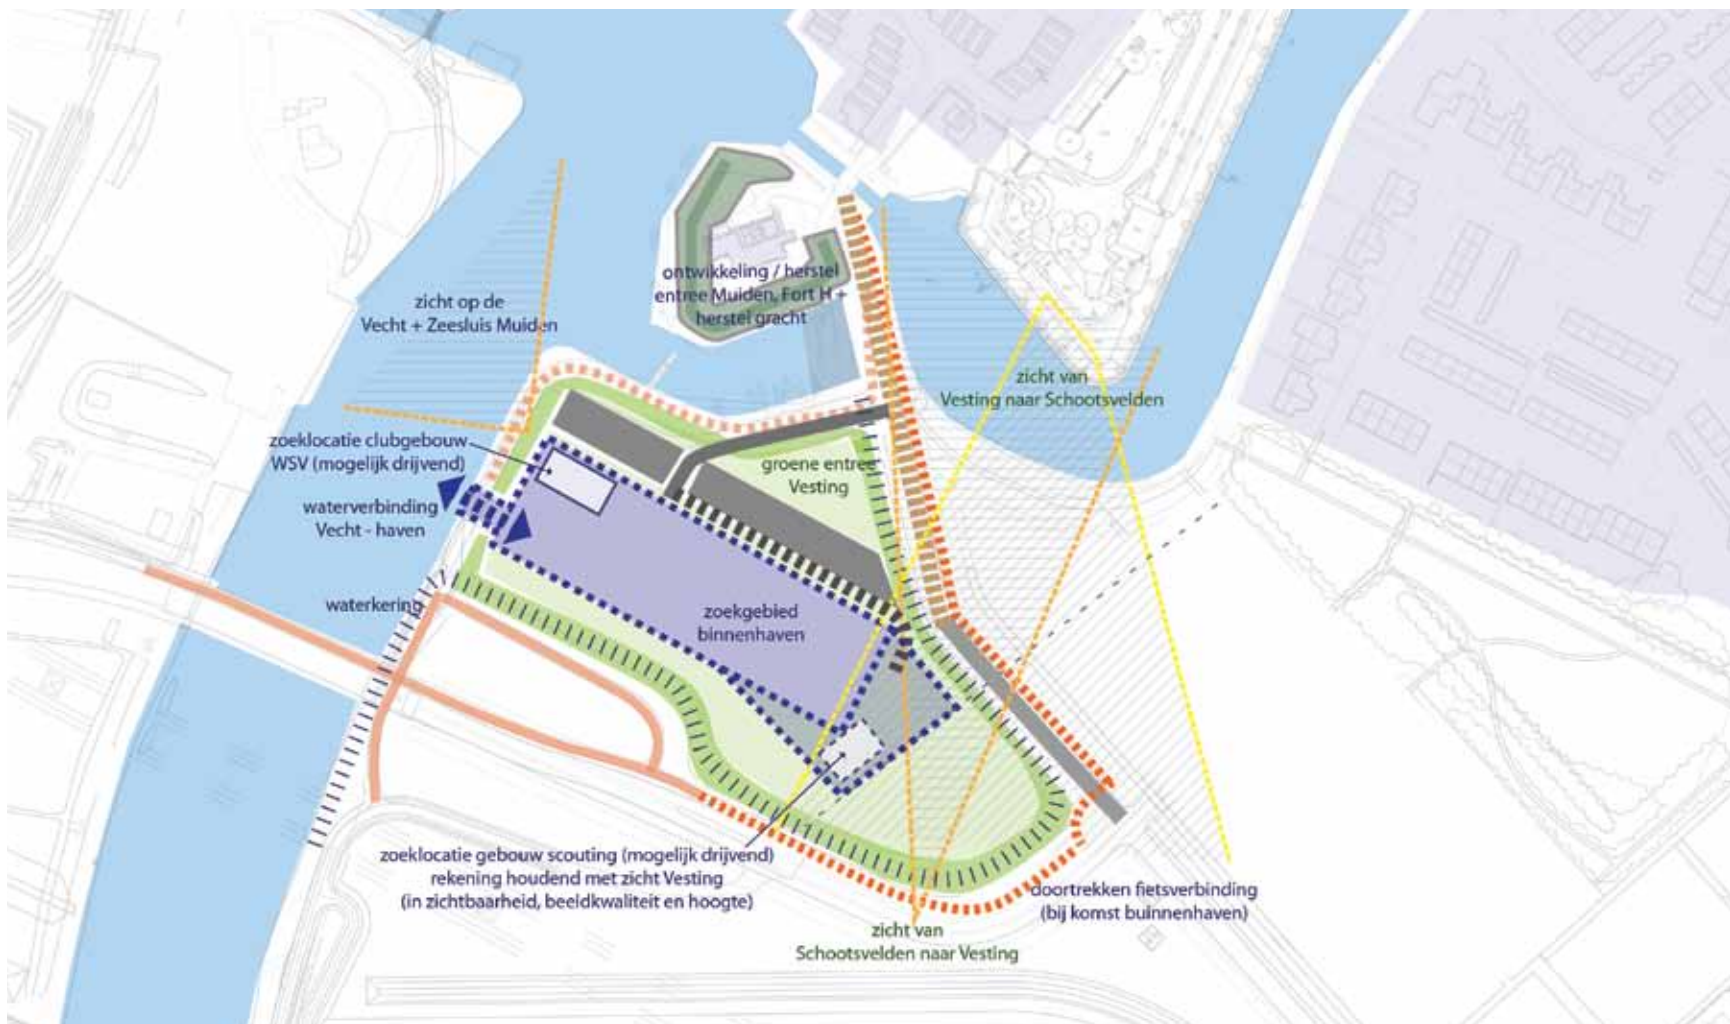 ontwikkeling / herstel
entree Muiden, Fort H +
herstel gracht
zicht op de
Vecht + Zeesluis Muiden
zicht van
Vesting naar Schootsvelden
zoeklocatie clubgebouw
WSV (mogelijk drijvend)
groene entree
Vesting
waterverbinding
Vecht - haven
waterkering
zoekgebied
binnenhaven
zoeklocatie gebouw scouting (mogelijk drijvend)
rekening houdend met zicht Vesting
(in zichtbaarheid, beeldkwaliteit en hoogte)
doortrekken fietsverbinding
(bij komst buinnenhaven)
zicht van
Schootsvelden naar Vesting